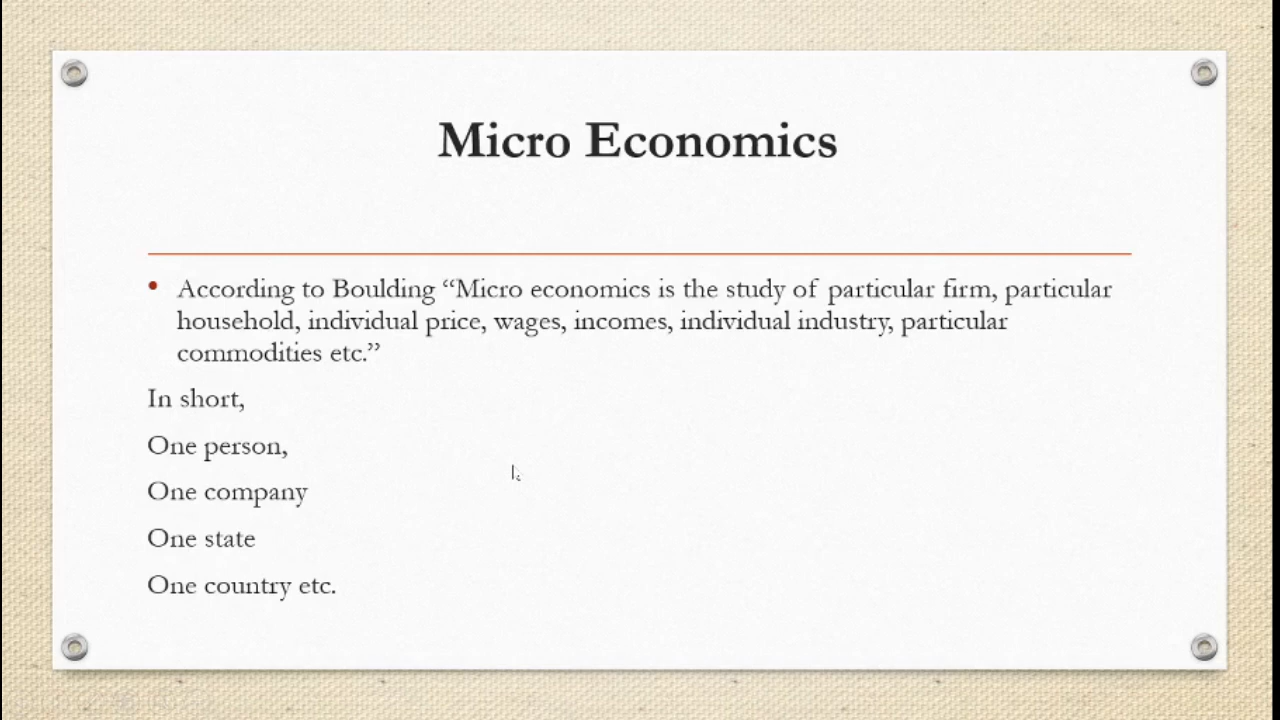 Micro Economics
• According to Boulding “Micro economics is the study of particular firm, particular
household, individual price, wages, incomes, individual industry, particular
commodities etc.”
In short,
One person,
One company
One state
One country etc.